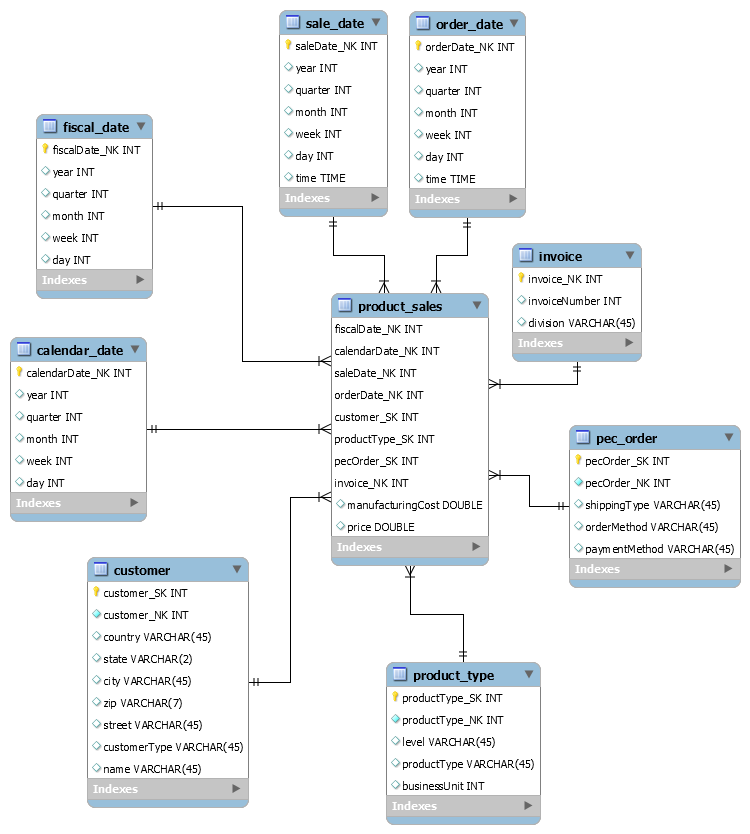 sale_date
saleDate_NK INT
year INT
quarter INT
month INT
week INT
day INT
time TIME
Indexes
order_date
orderDate_NK INT
year INT
quarter INT
month INT
week INT
day INT
time TIME
Indexes
fiscal_date
fiscalDate_NK INT
year INT
quarter INT
month INT
week INT
day INT
Indexes
invoice
invoice_NK INT
invoiceNumber INT
division VARCHAR(45)
Indexes
product_sales
fiscalDate_NK INT
calendarDate_NK INT
saleDate_NK INT
orderDate_NK INT
customer_SK INT
productType_SK INT
pecOrder_SK INT
invoice_NK INT
manufacturingCost DOUBLE
price DOUBLE
Indexes
calendar_date
calendarDate_NK INT
year INT
quarter INT
month INT
week INT
day INT
Indexes
pec_order
pecOrder_SK INT
pecOrder_NK INT
shippingType VARCHAR(45)
orderMethod VARCHAR(45)
paymentMethod VARCHAR(45)
Indexes
customer
customer_SK INT
customer_NK INT
country VARCHAR(45)
state VARCHAR(2)
city VARCHAR(45)
zip VARCHAR(7)
street VARCHAR(45)
customerType VARCHAR(45)
name VARCHAR(45)
Indexes
product_type
productType_SK INT
productType_NK INT
level VARCHAR(45)
productType VARCHAR(45)
businessUnit INT
Indexes